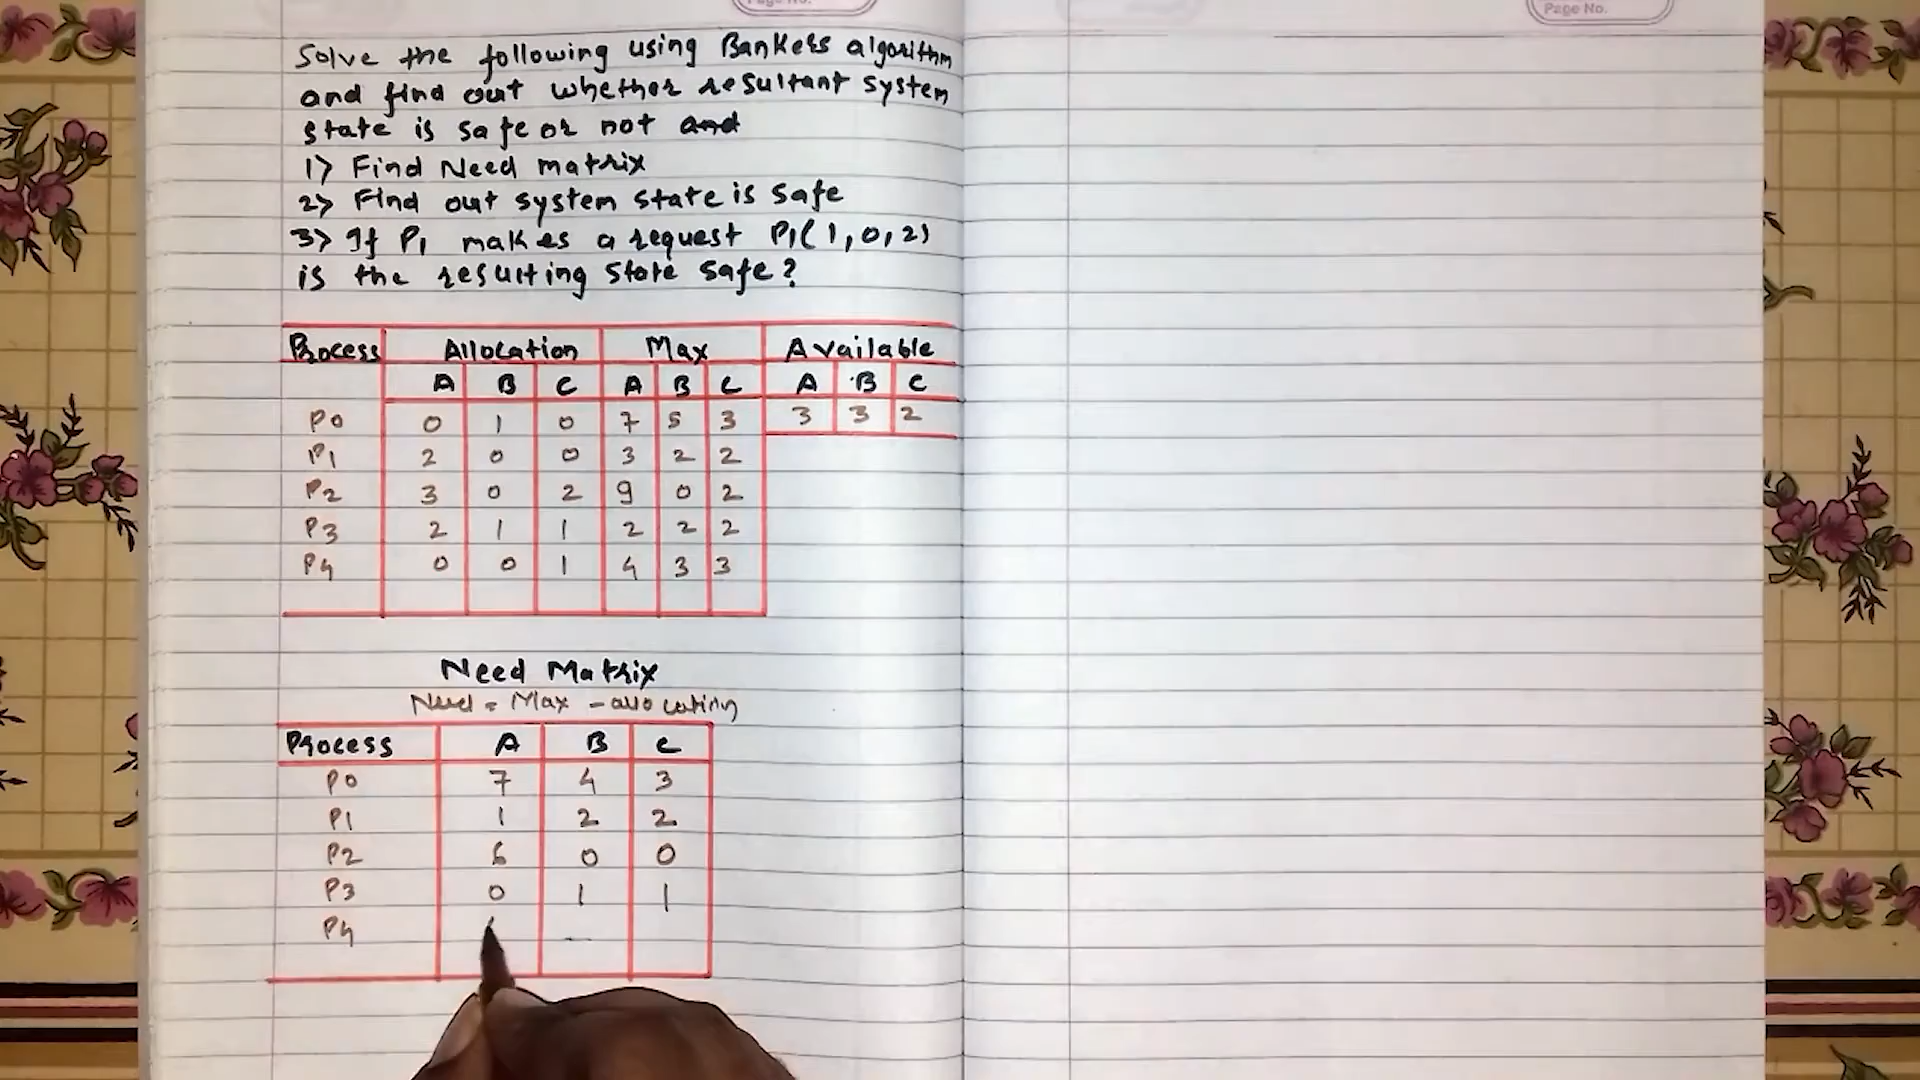 Page No.
Page No.
Solve the following using Bankers algorithm
and find out whether resultant system
state is safe or not and
1) Find Need matrix
2) Find out system state is safe
3) If P1 makes a request P1(1,0,2)
is the resulting state safe?
Process Allocation Max Available
A B C A B C A B C
P0 0 1 0 7 5 3 3 3 2
P1 2 0 0 3 2 2
P2 3 0 2 9 0 2
P3 2 1 1 2 2 2
P4 0 0 1 4 3 3
Need Matrix
Need = Max - allocation
Process A B C
P0 7 4 3
P1 1 2 2
P2 6 0 0
P3 0 1 1
P4